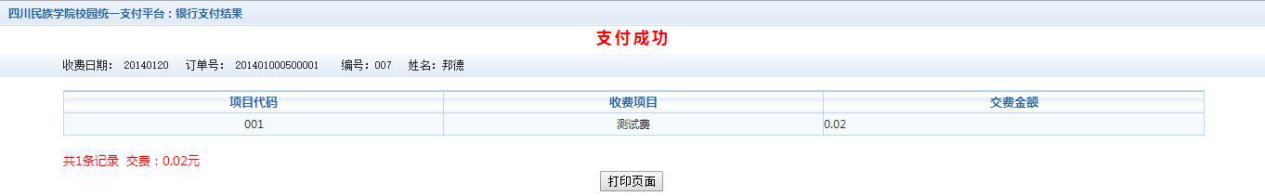 四川民族学院校园统一支付平台：银行支付结果
支付成功
收费日期： 20140120 订单号： 201401000500001 编号：007 姓名：邦德
项目代码 收费项目 交费金额
001 测试费 0.02
共1条记录 交费：0.02元
打印页面